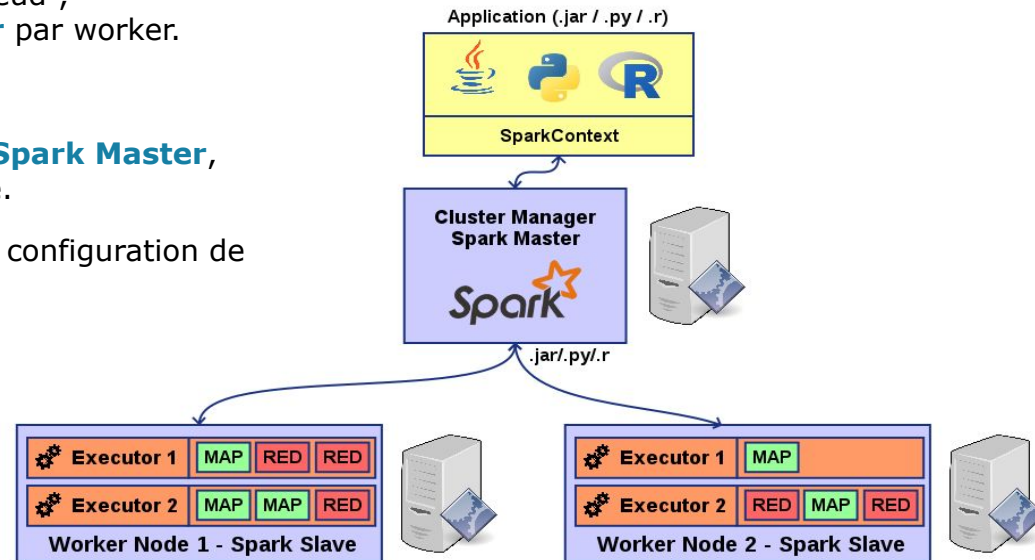 r par worker.
Spark Master,
e.
configuration de
Application (.jar / .py / .r)
R
SparkContext
Cluster Manager
Spark Master
Spark
.jar/.py/.r
Executor 1 MAP RED RED
Executor 2 MAP MAP RED
Worker Node 1 - Spark Slave
Executor 1 MAP
Executor 2 RED MAP RED
Worker Node 2 - Spark Slave